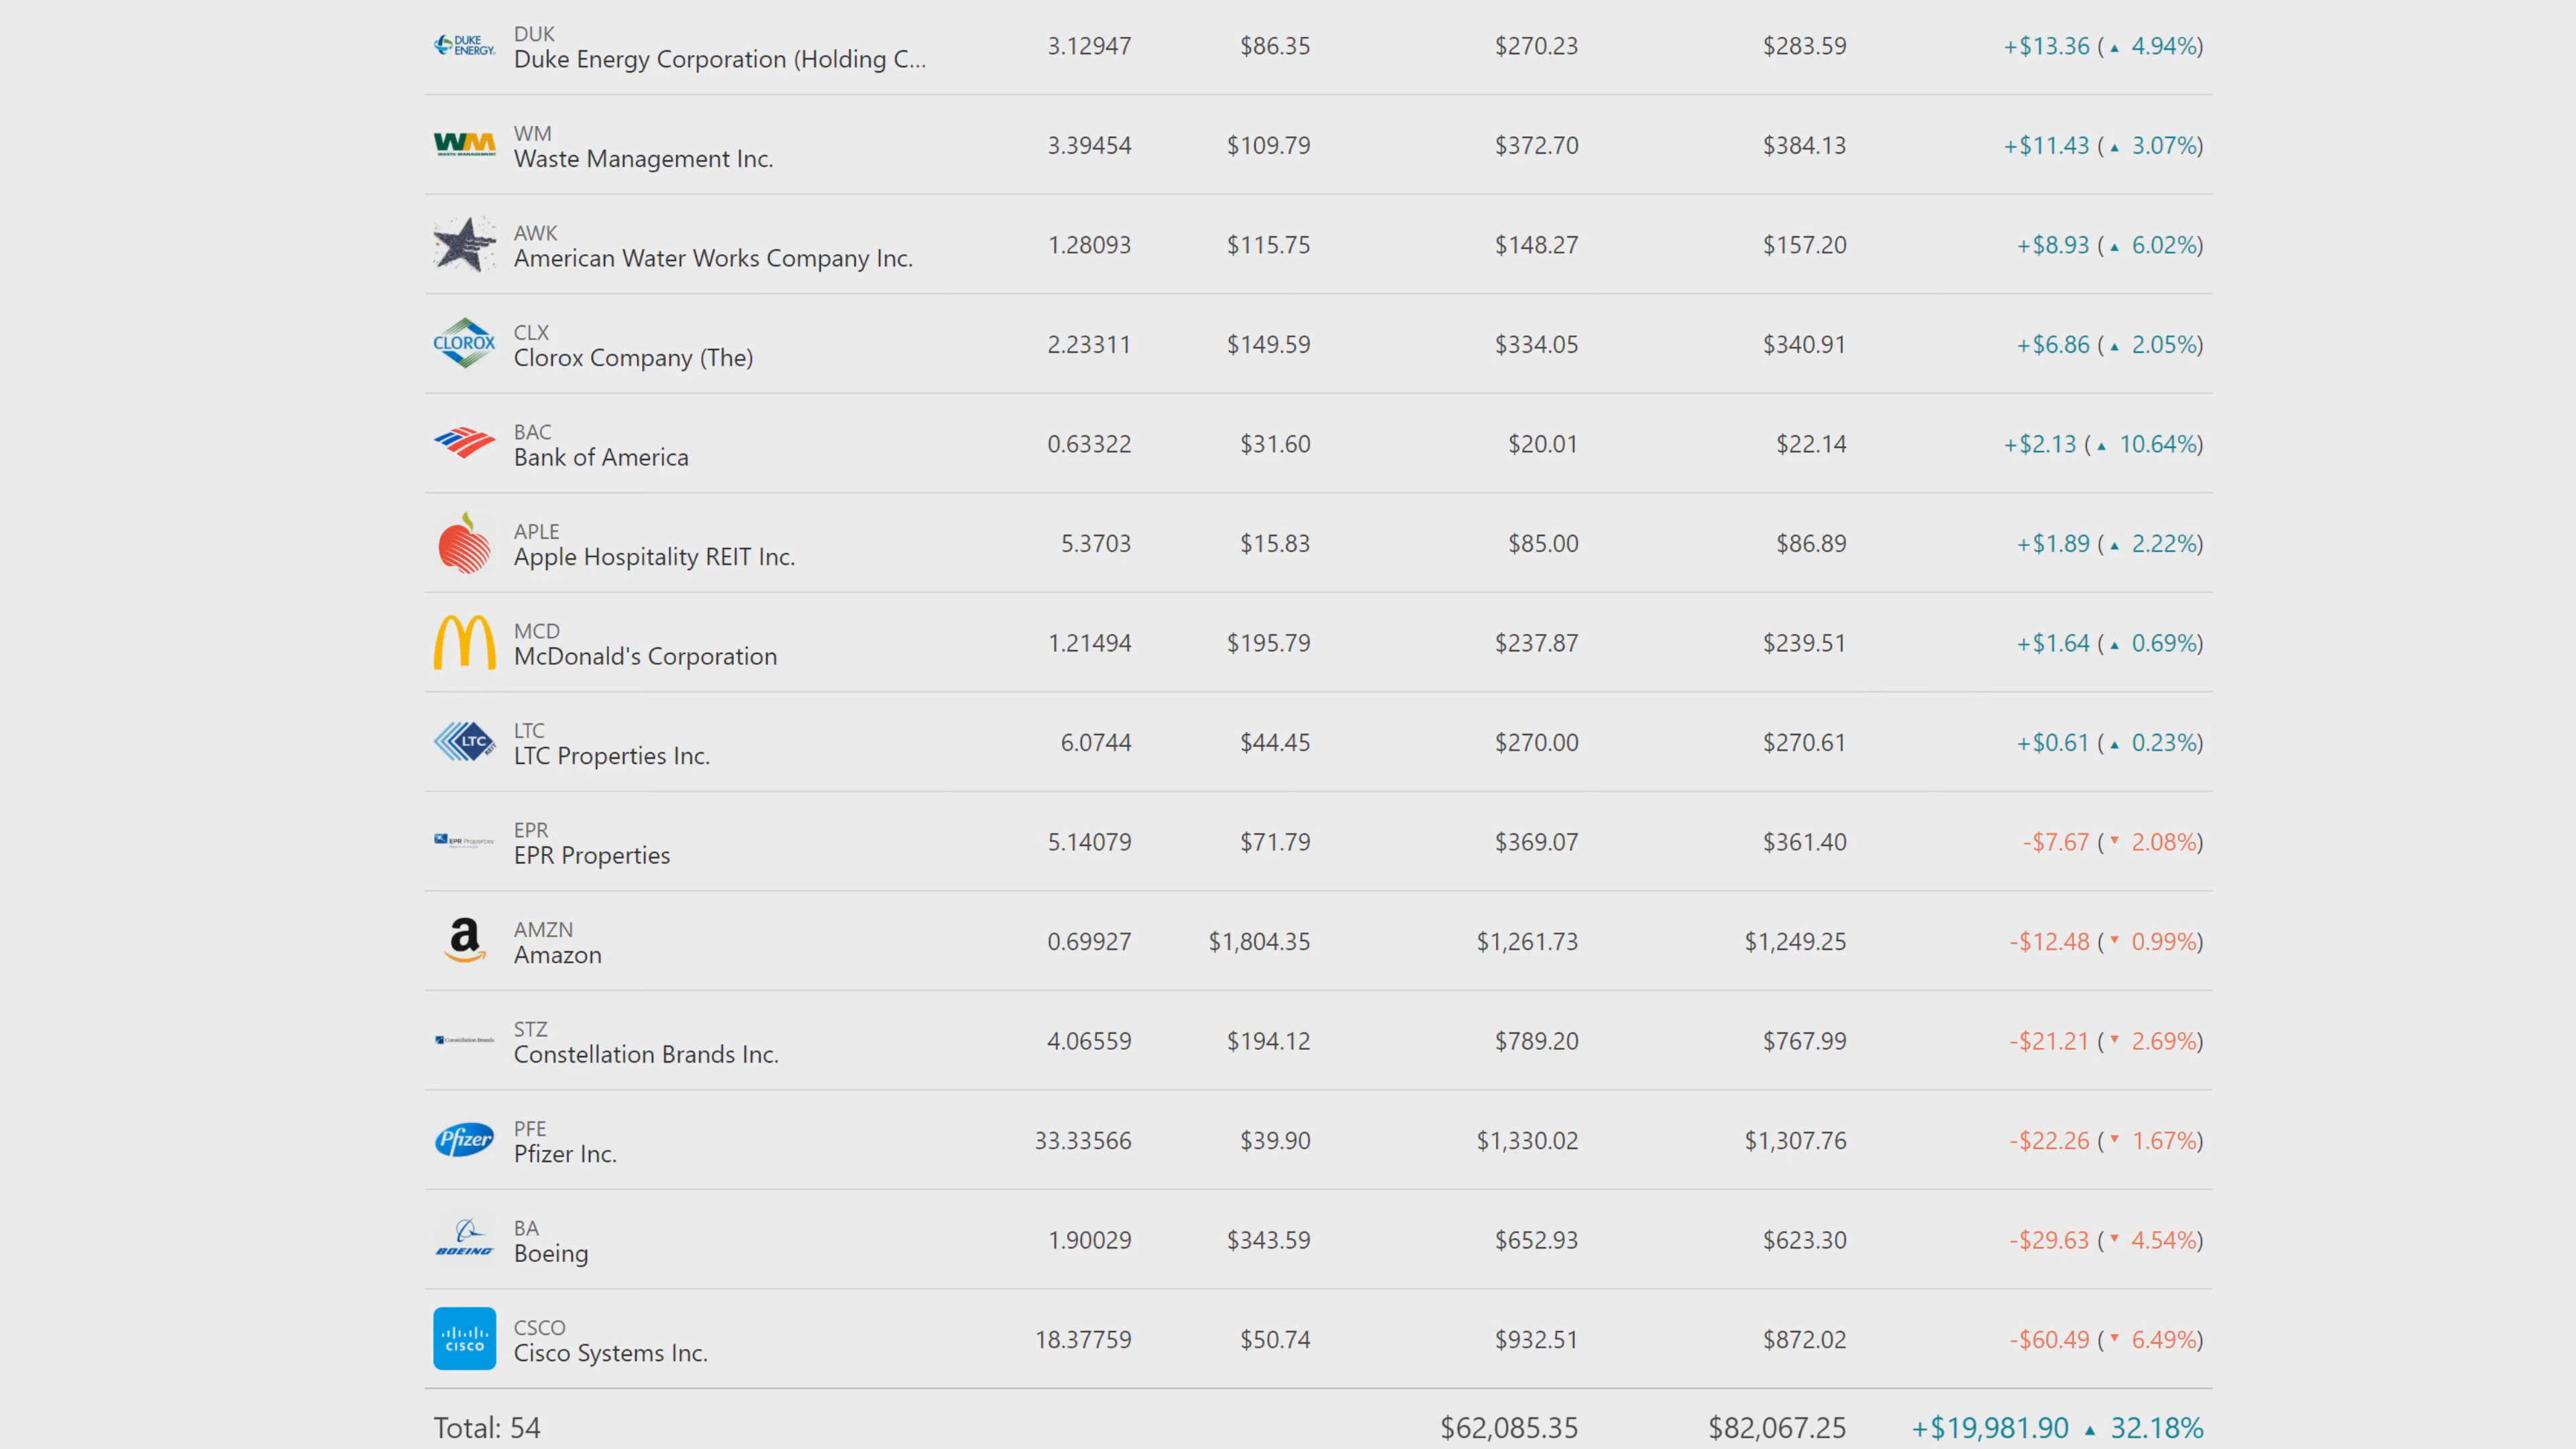 DUKE ENERGY.
DUK
Duke Energy Corporation (Holding C...
3.12947 $86.35 $270.23 $283.59 +$13.36 (▲ 4.94%)
WM
WASTE MANAGEMENT
WM
Waste Management Inc.
3.39454 $109.79 $372.70 $384.13 +$11.43 (▲ 3.07%)
AWK
American Water Works Company Inc.
1.28093 $115.75 $148.27 $157.20 +$8.93 (▲ 6.02%)
CLOROX
CLX
Clorox Company (The)
2.23311 $149.59 $334.05 $340.91 +$6.86 (▲ 2.05%)
BAC
Bank of America
0.63322 $31.60 $20.01 $22.14 +$2.13 (▲ 10.64%)
APLE
Apple Hospitality REIT Inc.
5.3703 $15.83 $85.00 $86.89 +$1.89 (▲ 2.22%)
MCD
McDonald's Corporation
1.21494 $195.79 $237.87 $239.51 +$1.64 (▲ 0.69%)
LTC REIT
LTC
LTC Properties Inc.
6.0744 $44.45 $270.00 $270.61 +$0.61 (▲ 0.23%)
EPR Properties
EPR
EPR Properties
5.14079 $71.79 $369.07 $361.40 -$7.67 (▼ 2.08%)
a
AMZN
Amazon
0.69927 $1,804.35 $1,261.73 $1,249.25 -$12.48 (▼ 0.99%)
Constellation Brands
STZ
Constellation Brands Inc.
4.06559 $194.12 $789.20 $767.99 -$21.21 (▼ 2.69%)
Pfizer
PFE
Pfizer Inc.
33.33566 $39.90 $1,330.02 $1,307.76 -$22.26 (▼ 1.67%)
BOEING
BA
Boeing
1.90029 $343.59 $652.93 $623.30 -$29.63 (▼ 4.54%)
CISCO
CSCO
Cisco Systems Inc.
18.37759 $50.74 $932.51 $872.02 -$60.49 (▼ 6.49%)
Total: 54 $62,085.35 $82,067.25 +$19,981.90 ▲ 32.18%